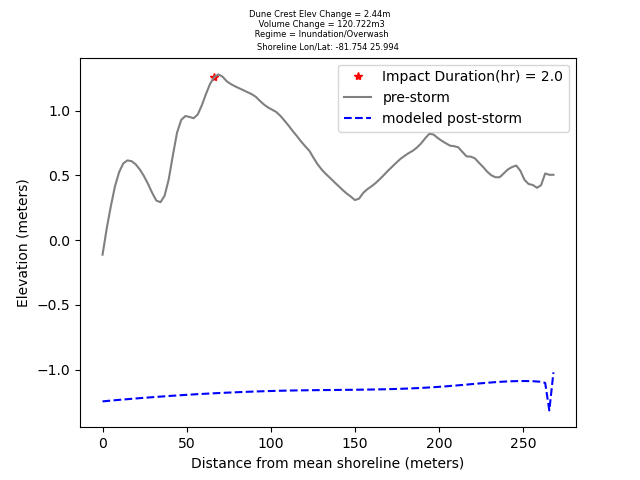 Dune Crest Elev Change = 2.44m
Volume Change = 120.722m3
Regime = Inundation/Overwash
Shoreline Lon/Lat: -81.754 25.994
Impact Duration(hr) = 2.0
pre-storm
modeled post-storm
1.0
0.5
0.0
−0.5
−1.0
Elevation (meters)
0 50 100 150 200 250
Distance from mean shoreline (meters)